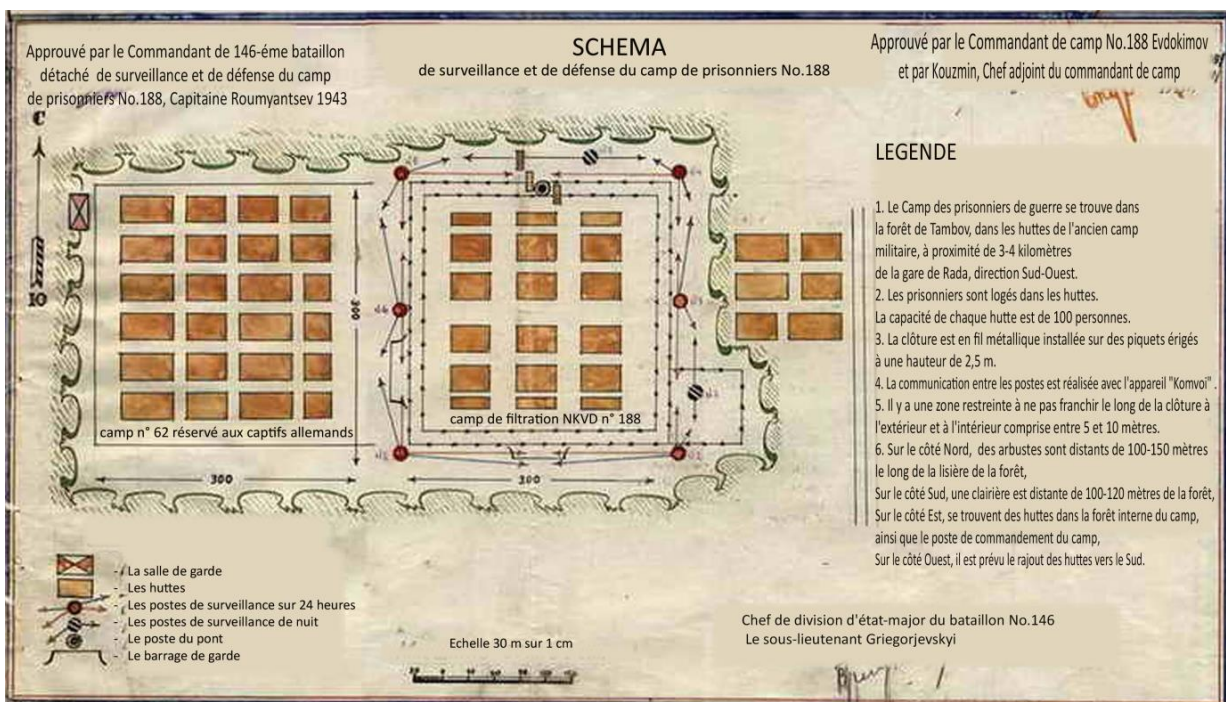 Approuvé par le Commandant de 146-éme bataillon
détaché de surveillance et de défense du camp
de prisonniers No.188, Capitaine Roumyantsev 1943
SCHEMA
de surveillance et de défense du camp de prisonniers No.188
Approuvé par le Commandant de camp No.188 Evdokimov
et par Kouzmin, Chef adjoint du commandant de camp
С
Ю
300
camp n° 62 réservé aux captifs allemands
300
camp de filtration NKVD n° 188
300
LEGENDE
1. Le Camp des prisonniers de guerre se trouve dans
la forêt de Tambov, dans les huttes de l'ancien camp
militaire, à proximité de 3-4 kilomètres
de la gare de Rada, direction Sud-Ouest.
2. Les prisonniers sont logés dans les huttes.
La capacité de chaque hutte est de 100 personnes.
3. La clôture est en fil métallique installée sur des piquets érigés
à une hauteur de 2,5 m.
4. La communication entre les postes est réalisée avec l'appareil "Komvoi" .
5. Il y a une zone restreinte à ne pas franchir le long de la clôture à
l'extérieur et à l'intérieur comprise entre 5 et 10 mètres.
6. Sur le côté Nord, des arbustes sont distants de 100-150 mètres
le long de la lisière de la forêt,
Sur le côté Sud, une clairière est distante de 100-120 mètres de la forêt,
Sur le côté Est, se trouvent des huttes dans la forêt interne du camp,
ainsi que le poste de commandement du camp,
Sur le côté Ouest, il est prévu le rajout des huttes vers le Sud.
- La salle de garde
- Les huttes
- Les postes de surveillance sur 24 heures
- Les postes de surveillance de nuit
- Le poste du pont
- Le barrage de garde
Echelle 30 m sur 1 cm
Chef de division d'état-major du bataillon No.146
Le sous-lieutenant Griegorjevskyi